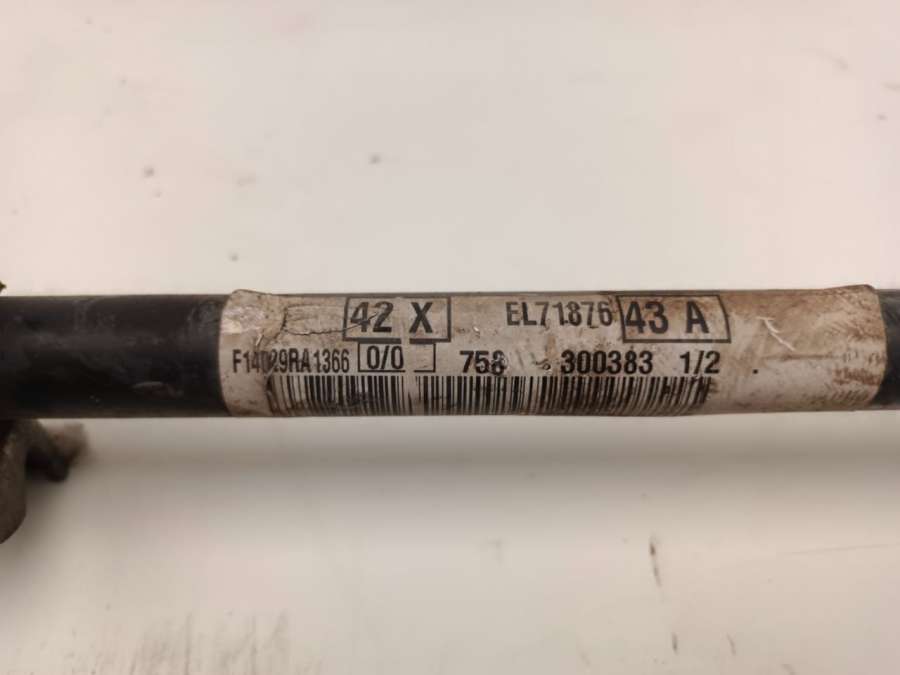 42 X EL71876 43 A
F14029RA1366 0/0 758 300383 1/2